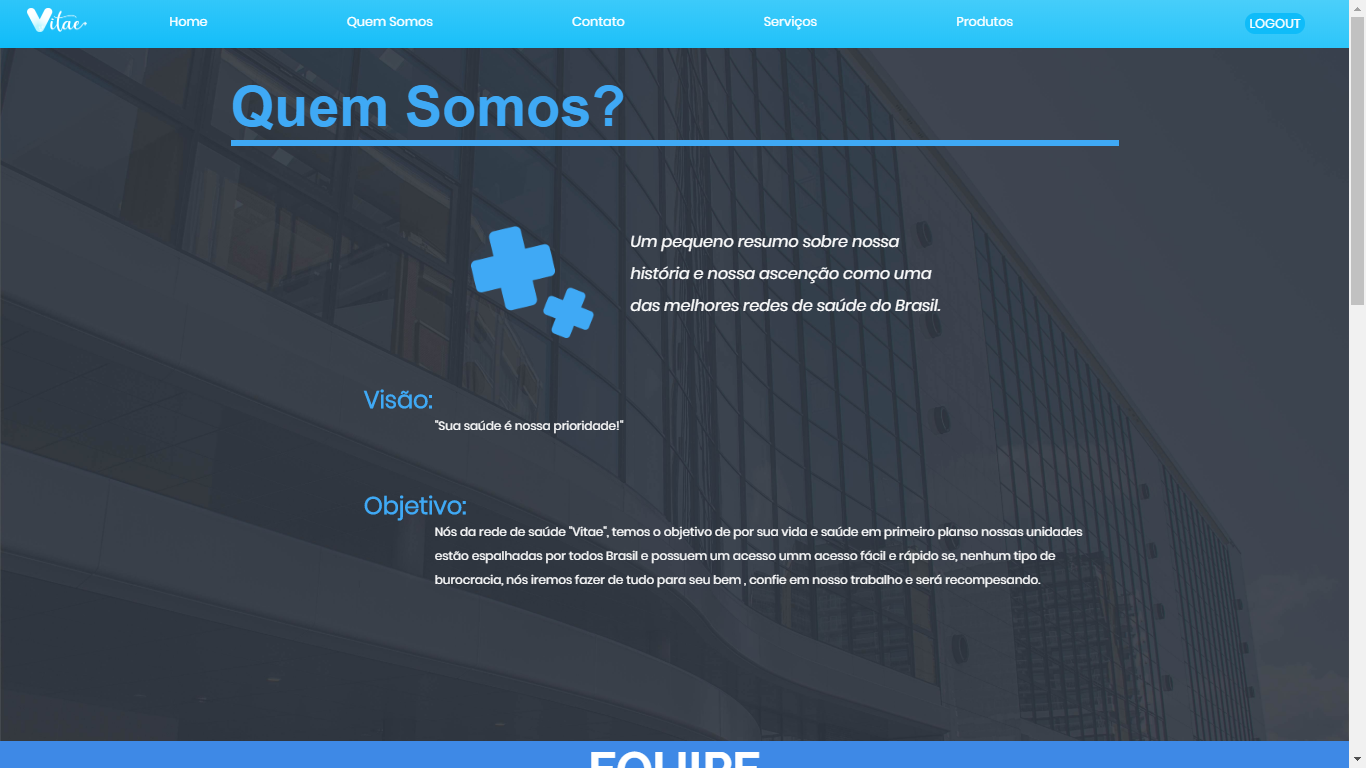 Vitae
Home
Quem Somos
Contato
Serviços
Produtos
LOGOUT
Quem Somos?
Um pequeno resumo sobre nossa
história e nossa ascenção como uma
das melhores redes de saúde do Brasil.
Visão:
"Sua saúde é nossa prioridade!"
Objetivo:
Nós da rede de saúde "Vitae", temos o objetivo de por sua vida e saúde em primeiro planso nossas unidades
estão espalhadas por todos Brasil e possuem um acesso umm acesso fácil e rápido se, nenhum tipo de
burocracia, nós iremos fazer de tudo para seu bem , confie em nosso trabalho e será recompesando.
EQUIPE